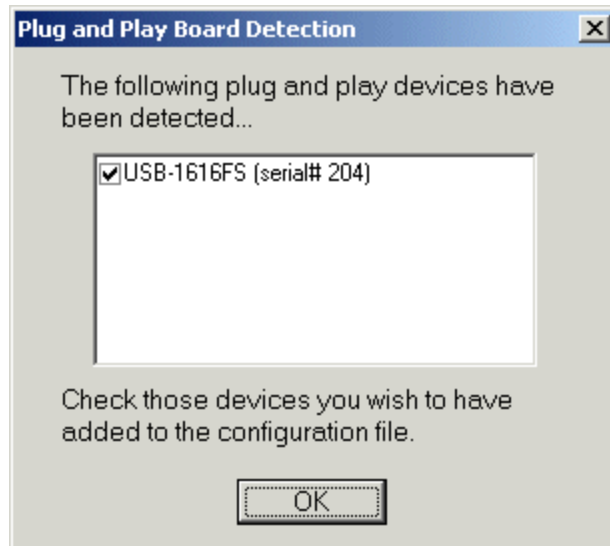 Plug and Play Board Detection
The following plug and play devices have
been detected...
USB-1616FS (serial# 204)
Check those devices you wish to have
added to the configuration file.
OK